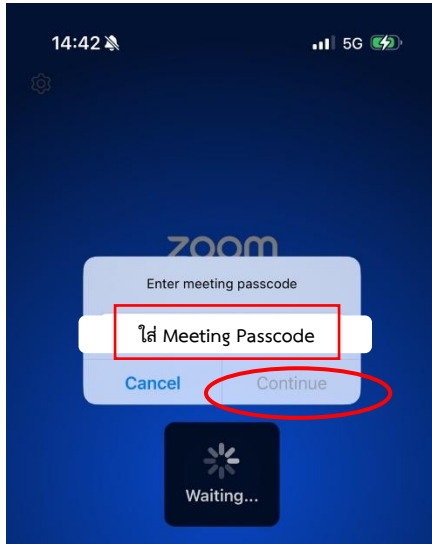 14:42 5G
zoom
Enter meeting passcode
ใส่ Meeting Passcode
Cancel Continue
Waiting...